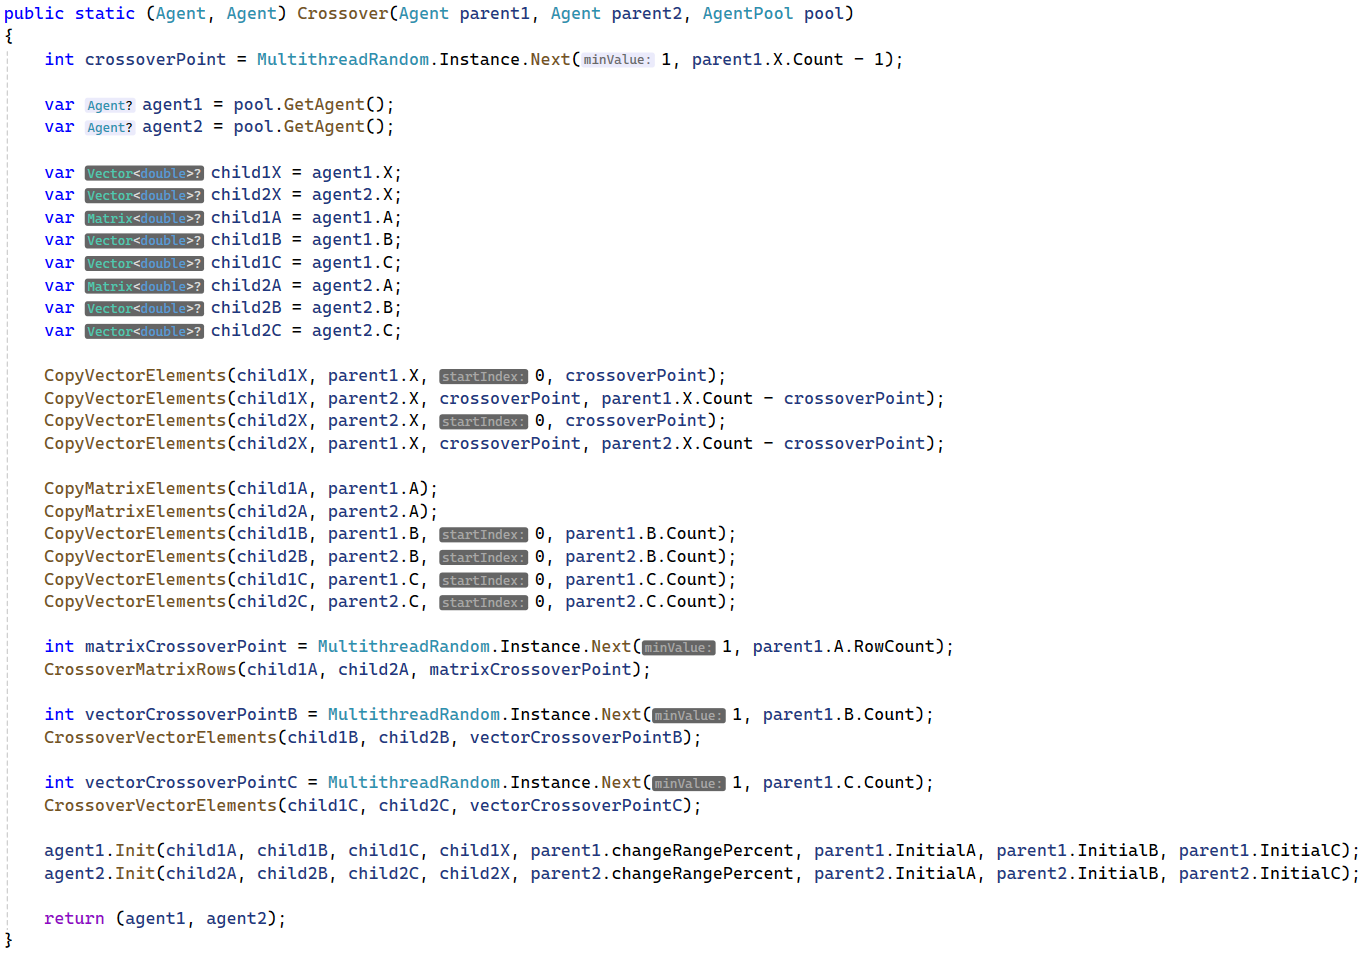 public static (Agent, Agent) Crossover(Agent parent1, Agent parent2, AgentPool pool)
{
    int crossoverPoint = MultithreadRandom.Instance.Next(minValue: 1, parent1.X.Count - 1);

    var Agent? agent1 = pool.GetAgent();
    var Agent? agent2 = pool.GetAgent();

    var Vector<double>? child1X = agent1.X;
    var Vector<double>? child2X = agent2.X;
    var Matrix<double>? child1A = agent1.A;
    var Vector<double>? child1B = agent1.B;
    var Vector<double>? child1C = agent1.C;
    var Matrix<double>? child2A = agent2.A;
    var Vector<double>? child2B = agent2.B;
    var Vector<double>? child2C = agent2.C;

    CopyVectorElements(child1X, parent1.X, startIndex: 0, crossoverPoint);
    CopyVectorElements(child1X, parent2.X, crossoverPoint, parent1.X.Count - crossoverPoint);
    CopyVectorElements(child2X, parent2.X, startIndex: 0, crossoverPoint);
    CopyVectorElements(child2X, parent1.X, crossoverPoint, parent2.X.Count - crossoverPoint);

    CopyMatrixElements(child1A, parent1.A);
    CopyMatrixElements(child2A, parent2.A);
    CopyVectorElements(child1B, parent1.B, startIndex: 0, parent1.B.Count);
    CopyVectorElements(child2B, parent2.B, startIndex: 0, parent2.B.Count);
    CopyVectorElements(child1C, parent1.C, startIndex: 0, parent1.C.Count);
    CopyVectorElements(child2C, parent2.C, startIndex: 0, parent2.C.Count);

    int matrixCrossoverPoint = MultithreadRandom.Instance.Next(minValue: 1, parent1.A.RowCount);
    CrossoverMatrixRows(child1A, child2A, matrixCrossoverPoint);

    int vectorCrossoverPointB = MultithreadRandom.Instance.Next(minValue: 1, parent1.B.Count);
    CrossoverVectorElements(child1B, child2B, vectorCrossoverPointB);

    int vectorCrossoverPointC = MultithreadRandom.Instance.Next(minValue: 1, parent1.C.Count);
    CrossoverVectorElements(child1C, child2C, vectorCrossoverPointC);

    agent1.Init(child1A, child1B, child1C, child1X, parent1.changeRangePercent, parent1.InitialA, parent1.InitialB, parent1.InitialC);
    agent2.Init(child2A, child2B, child2C, child2X, parent2.changeRangePercent, parent2.InitialA, parent2.InitialB, parent2.InitialC);

    return (agent1, agent2);
}